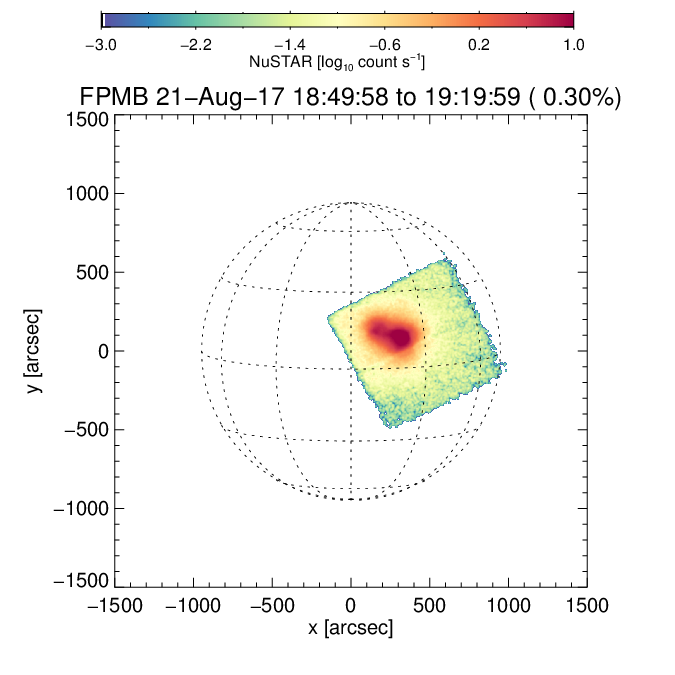 −3.0 −2.2 −1.4 −0.6 0.2 1.0
NuSTAR [log₁₀ count s⁻¹]
FPMB 21−Aug−17 18:49:58 to 19:19:59 ( 0.30%)
1500
1000
500
0
−500
−1000
−1500
y [arcsec]
−1500 −1000 −500 0 500 1000 1500
x [arcsec]